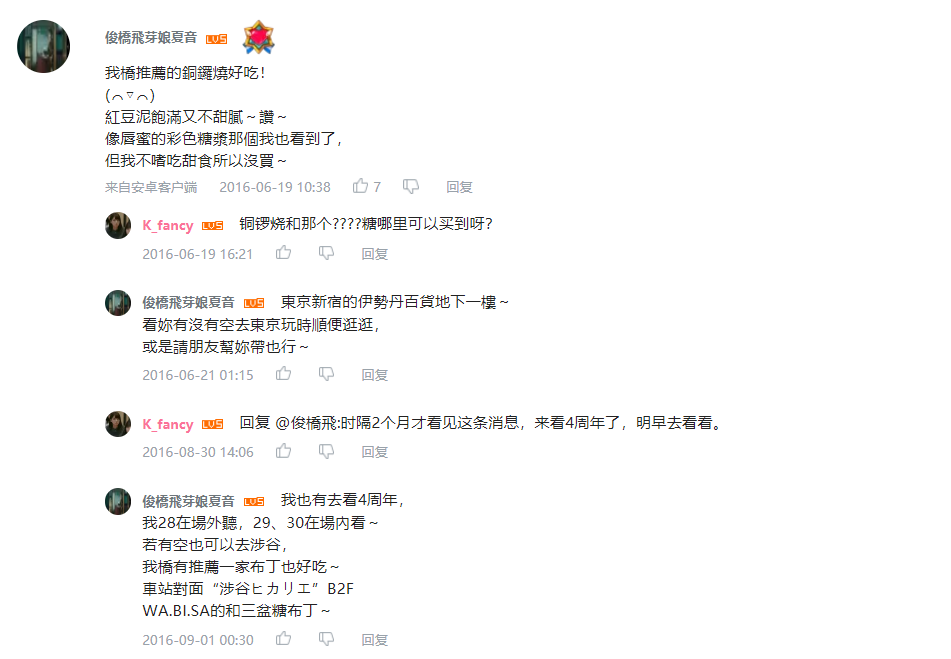 俊橋飛芽娘夏音 LV5
我橋推薦的銅鑼燒好吃！
(⌒▽⌒)
紅豆泥飽滿又不甜膩～讚～
像唇蜜的彩色糖漿那個我也看到了，
但我不嗜吃甜食所以沒買～
来自安卓客户端 2016-06-19 10:38 7 回复
K_fancy LV5 铜锣烧和那个????糖哪里可以买到呀?
2016-06-19 16:21 回复
俊橋飛芽娘夏音 LV5 東京新宿的伊勢丹百貨地下一樓～
看妳有沒有空去東京玩時順便逛逛，
或是請朋友幫妳帶也行～
2016-06-21 01:15 回复
K_fancy LV5 回复 @俊橋飛:时隔2个月才看见这条消息，来看4周年了，明早去看看。
2016-08-30 14:06 回复
俊橋飛芽娘夏音 LV5 我也有去看4周年，
我28在場外聽，29、30在場內看～
若有空也可以去涉谷，
我橋有推薦一家布丁也好吃～
車站對面“涉谷ヒカリエ”B2F
WA.BI.SA的和三盆糖布丁～
2016-09-01 00:30 回复